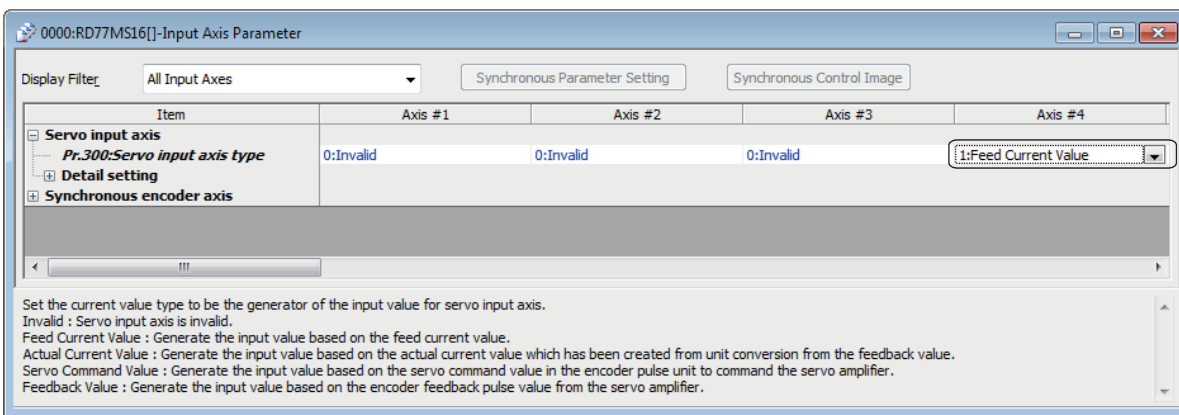 0000:RD77MS16[]-Input Axis Parameter
Display Filter All Input Axes Synchronous Parameter Setting Synchronous Control Image
Item Axis #1 Axis #2 Axis #3 Axis #4
Servo input axis
Pr.300:Servo input axis type 0:Invalid 0:Invalid 0:Invalid 1:Feed Current Value
Detail setting
Synchronous encoder axis
Set the current value type to be the generator of the input value for servo input axis.
Invalid : Servo input axis is invalid.
Feed Current Value : Generate the input value based on the feed current value.
Actual Current Value : Generate the input value based on the actual current value which has been created from unit conversion from the feedback value.
Servo Command Value : Generate the input value based on the servo command value in the encoder pulse unit to command the servo amplifier.
Feedback Value : Generate the input value based on the encoder feedback pulse value from the servo amplifier.